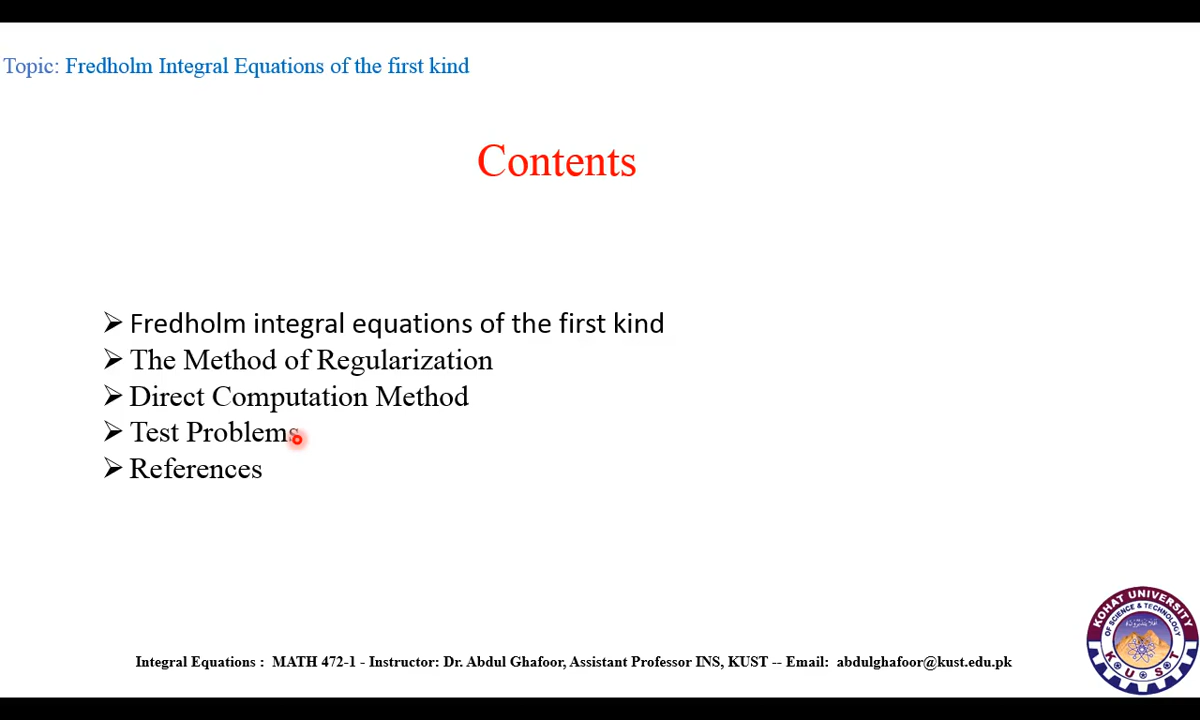 Topic: Fredholm Integral Equations of the first kind
Contents
➢ Fredholm integral equations of the first kind
➢ The Method of Regularization
➢ Direct Computation Method
➢ Test Problems
➢ References
KOHAT UNIVERSITY
OF SCIENCE & TECHNOLOGY
K U S T
Integral Equations : MATH 472-1 - Instructor: Dr. Abdul Ghafoor, Assistant Professor INS, KUST -- Email: abdulghafoor@kust.edu.pk